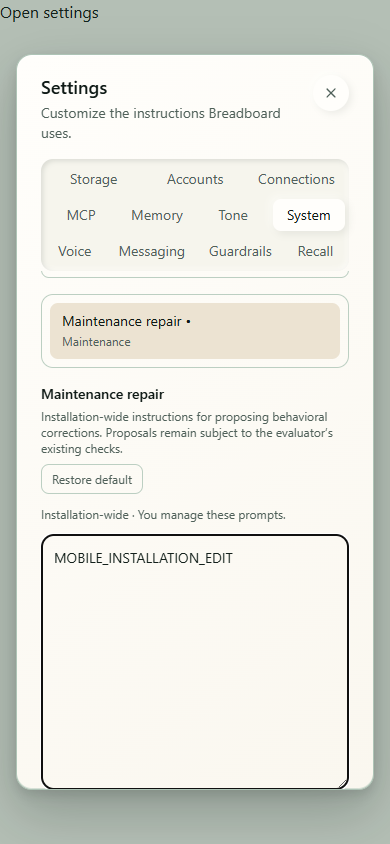 Open settings
Settings
Customize the instructions Breadboard
uses.
Storage Accounts Connections
MCP Memory Tone System
Voice Messaging Guardrails Recall
Maintenance repair •
Maintenance
Maintenance repair
Installation-wide instructions for proposing behavioral
corrections. Proposals remain subject to the evaluator's
existing checks.
Restore default
Installation-wide · You manage these prompts.
MOBILE_INSTALLATION_EDIT